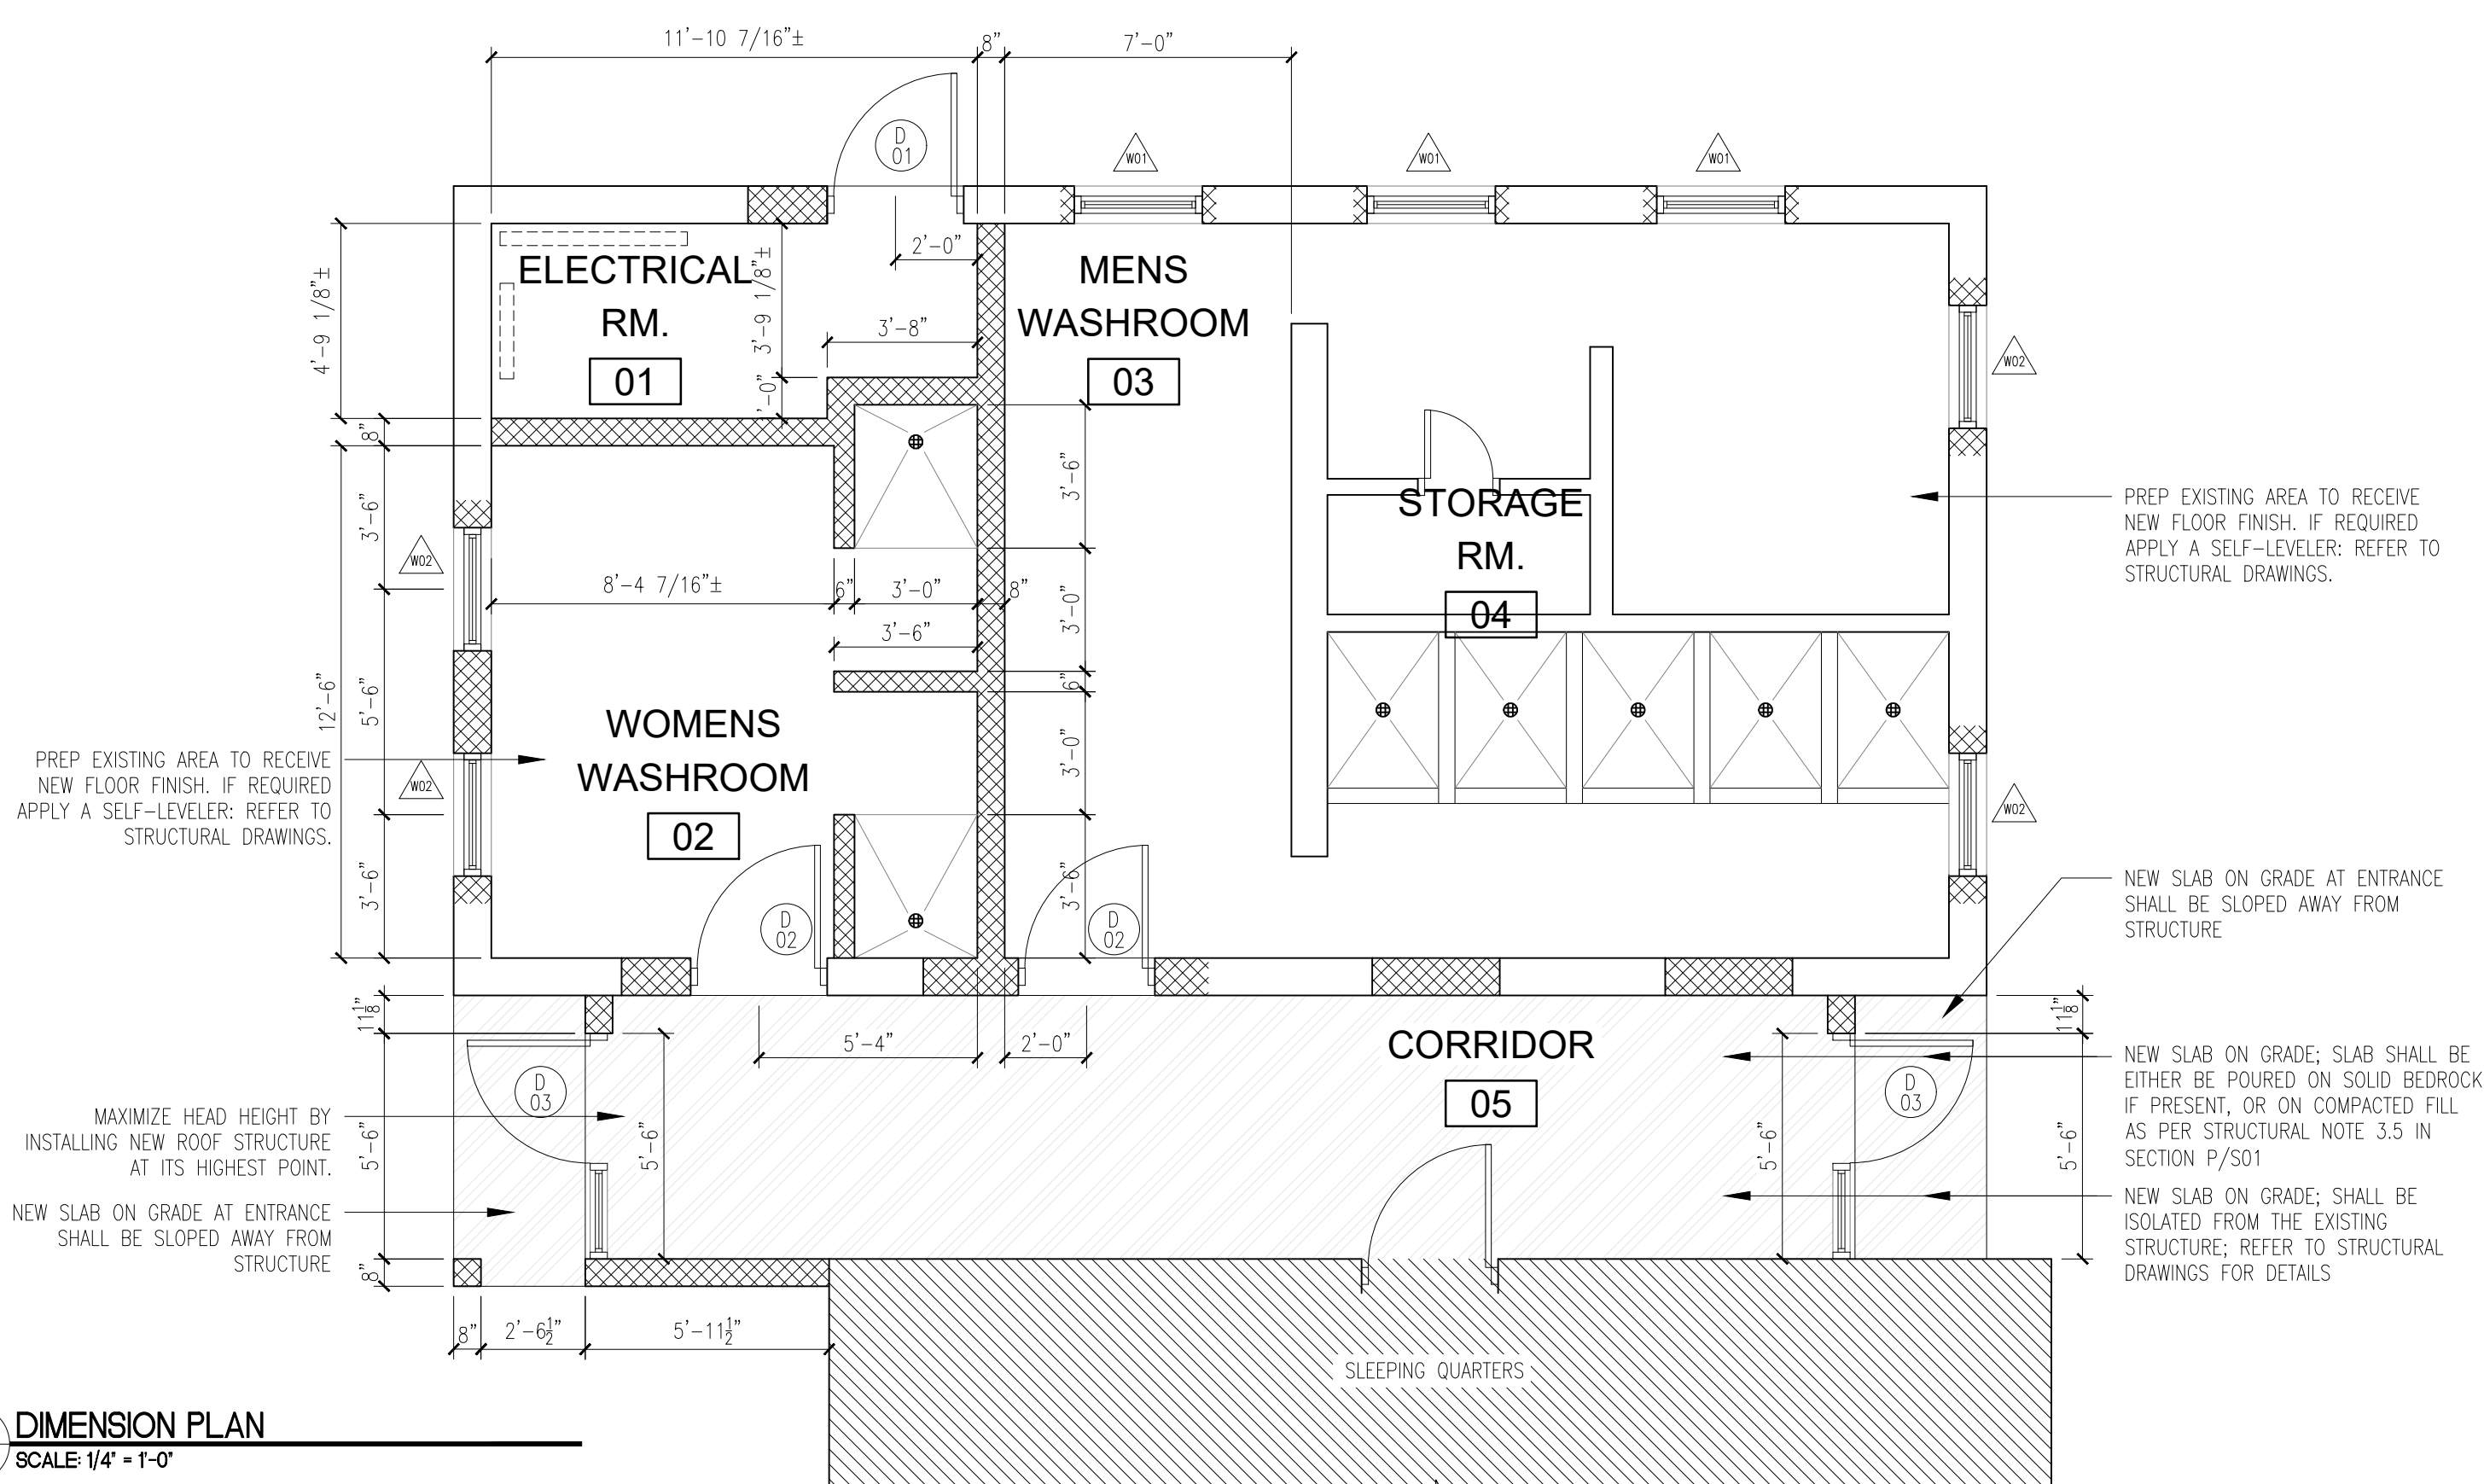 11'-10 7/16"±
8"
7'-0"
D
01
W01
W01
W01
2'-0"
ELECTRICAL
RM.
01
4'-9 1/8"±
3'-9 1/8"±
3'-8"
1'-0"
MENS
WASHROOM
03
W02
8"
3'-6"
W02
12'-6"
5'-6"
W02
3'-6"
8'-4 7/16"±
6"
3'-0"
8"
3'-6"
3'-6"
3'-0"
6"
3'-0"
3'-6"
STORAGE
RM.
04
PREP EXISTING AREA TO RECEIVE
NEW FLOOR FINISH. IF REQUIRED
APPLY A SELF-LEVELER: REFER TO
STRUCTURAL DRAWINGS.
WOMENS
WASHROOM
02
PREP EXISTING AREA TO RECEIVE
NEW FLOOR FINISH. IF REQUIRED
APPLY A SELF-LEVELER: REFER TO
STRUCTURAL DRAWINGS.
W02
D
02
D
02
NEW SLAB ON GRADE AT ENTRANCE
SHALL BE SLOPED AWAY FROM
STRUCTURE
11 1/8"
5'-4"
2'-0"
CORRIDOR
05
11 1/8"
D
03
D
03
MAXIMIZE HEAD HEIGHT BY
INSTALLING NEW ROOF STRUCTURE
AT ITS HIGHEST POINT.
5'-6"
5'-6"
5'-6"
5'-6"
NEW SLAB ON GRADE; SLAB SHALL BE
EITHER BE POURED ON SOLID BEDROCK
IF PRESENT, OR ON COMPACTED FILL
AS PER STRUCTURAL NOTE 3.5 IN
SECTION P/S01
NEW SLAB ON GRADE AT ENTRANCE
SHALL BE SLOPED AWAY FROM
STRUCTURE
NEW SLAB ON GRADE; SHALL BE
ISOLATED FROM THE EXISTING
STRUCTURE; REFER TO STRUCTURAL
DRAWINGS FOR DETAILS
8"
8"
2'-6 1/2"
5'-11 1/2"
SLEEPING QUARTERS
DIMENSION PLAN
SCALE: 1/4" = 1'-0"